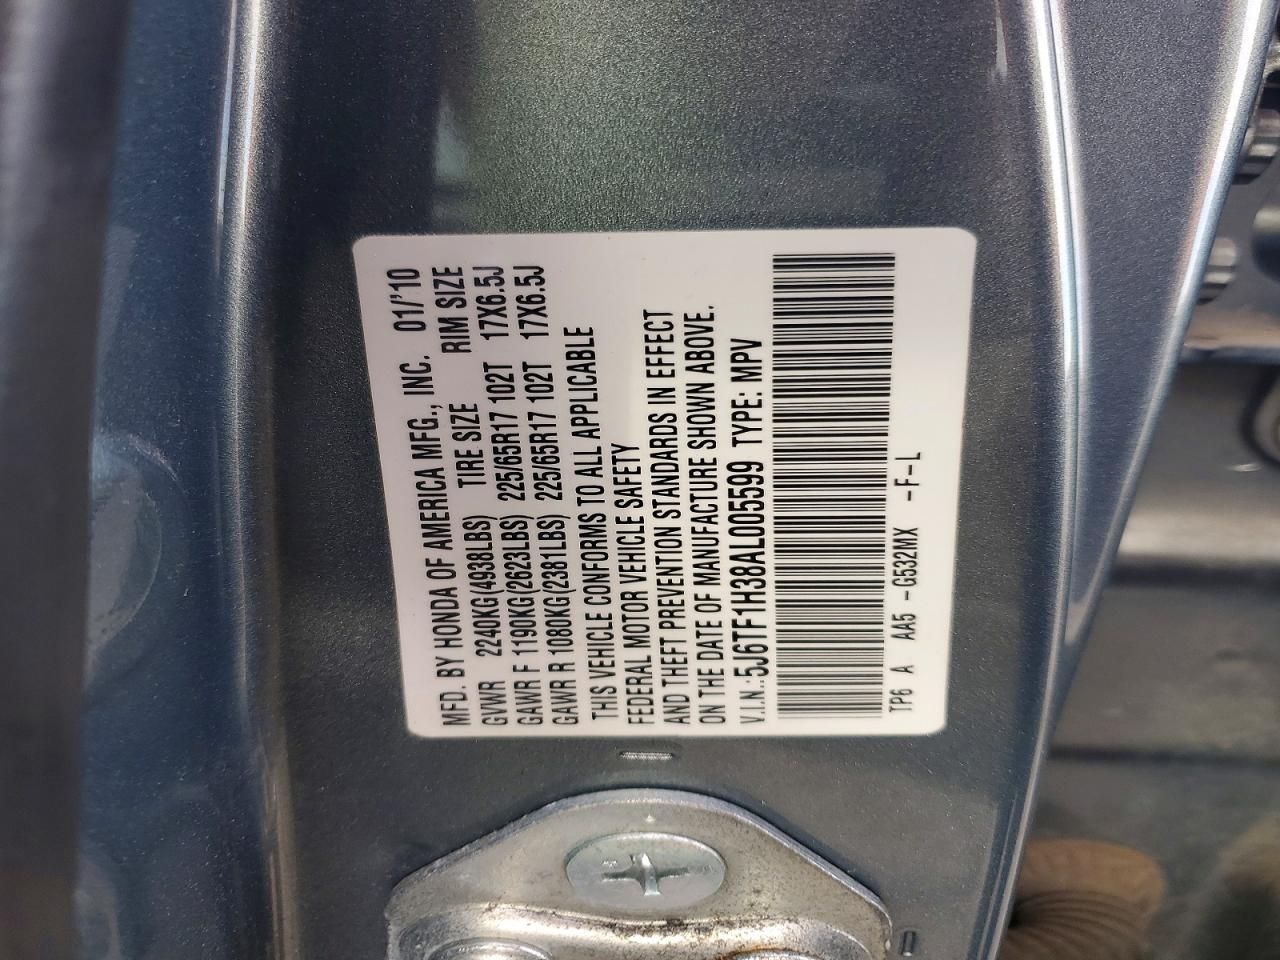 MFD. BY HONDA OF AMERICA MFG., INC. 01/'10
GVWR 2240KG(4938LBS) TIRE SIZE RIM SIZE
GAWR F 1190KG(2623LBS) 225/65R17 102T 17X6.5J
GAWR R 1080KG(2381LBS) 225/65R17 102T 17X6.5J
THIS VEHICLE CONFORMS TO ALL APPLICABLE
FEDERAL MOTOR VEHICLE SAFETY
AND THEFT PREVENTION STANDARDS IN EFFECT
ON THE DATE OF MANUFACTURE SHOWN ABOVE.
V.I.N.:5J6TF1H38AL005599 TYPE: MPV
TP6 A AA5 -G532MX -F-L